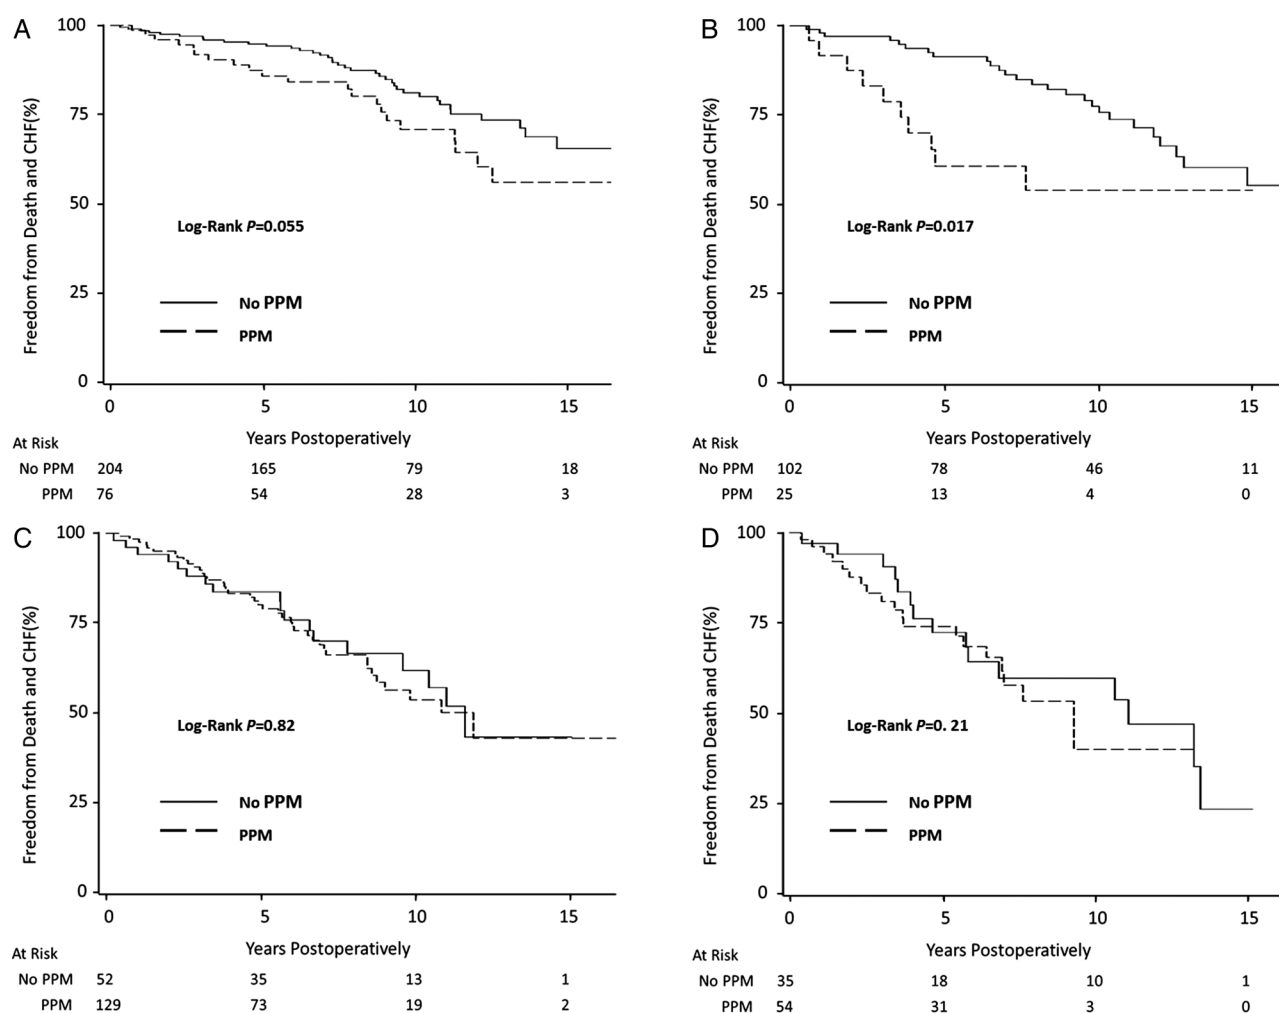 A
100
75
50
25
0
Freedom from Death and CHF(%)
Log-Rank P=0.055
No PPM
PPM
0 5 10 15
Years Postoperatively
At Risk
No PPM 204 165 79 18
PPM 76 54 28 3
B
100
75
50
25
0
Freedom from Death and CHF(%)
Log-Rank P=0.017
No PPM
PPM
0 5 10 15
Years Postoperatively
At Risk
No PPM 102 78 46 11
PPM 25 13 4 0
C
100
75
50
25
0
Freedom from Death and CHF(%)
Log-Rank P=0.82
No PPM
PPM
0 5 10 15
Years Postoperatively
At Risk
No PPM 52 35 13 1
PPM 129 73 19 2
D
100
75
50
25
0
Freedom from Death and CHF(%)
Log-Rank P=0. 21
No PPM
PPM
0 5 10 15
Years Postoperatively
At Risk
No PPM 35 18 10 1
PPM 54 31 3 0